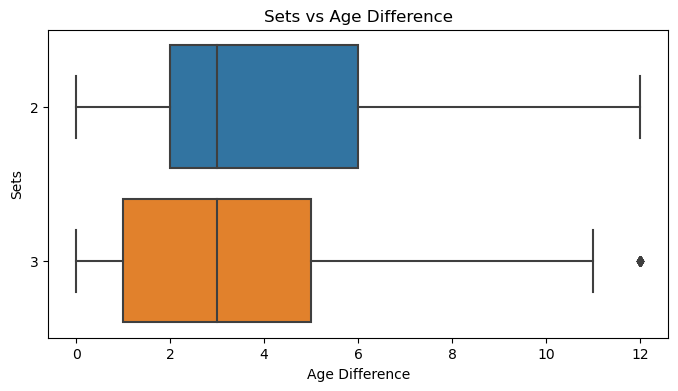 Sets vs Age Difference
Sets
2
3
0 2 4 6 8 10 12
Age Difference